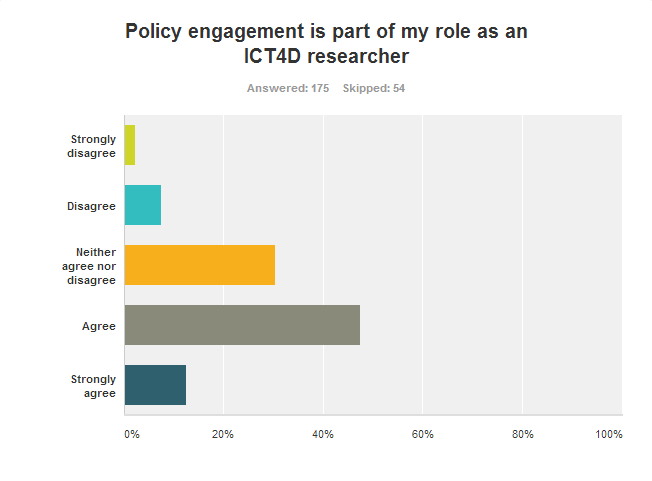 Policy engagement is part of my role as an
ICT4D researcher
Answered: 175 Skipped: 54
Strongly
disagree
Disagree
Neither
agree nor
disagree
Agree
Strongly
agree
0% 20% 40% 60% 80% 100%